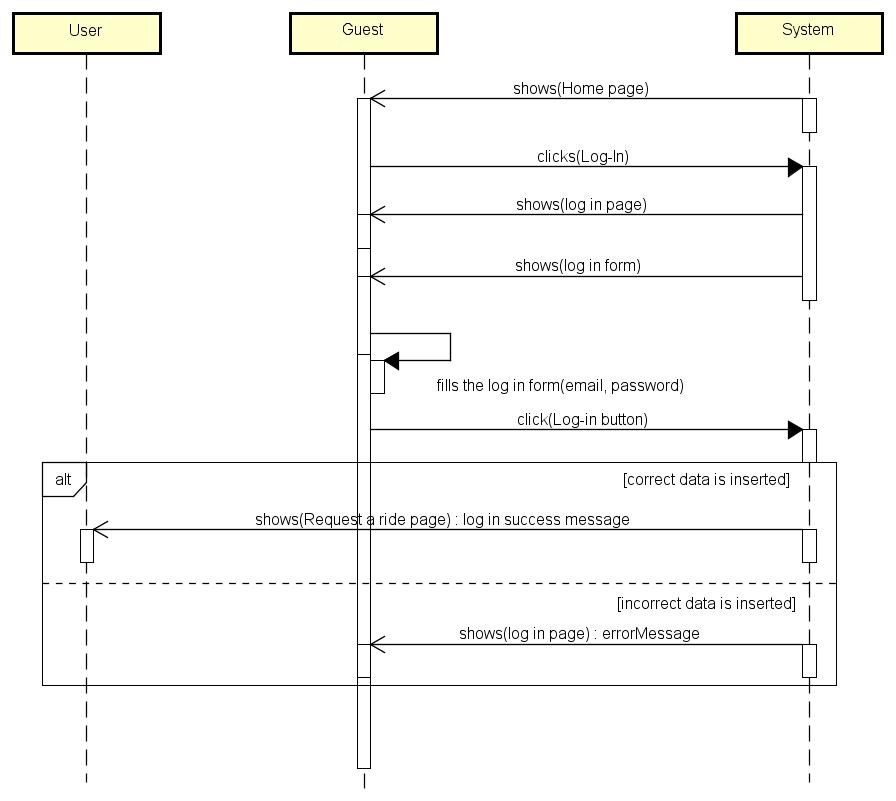 User
Guest
System
shows(Home page)
clicks(Log-In)
shows(log in page)
shows(log in form)
fills the log in form(email, password)
click(Log-in button)
alt
[correct data is inserted]
shows(Request a ride page) : log in success message
[incorrect data is inserted]
shows(log in page) : errorMessage